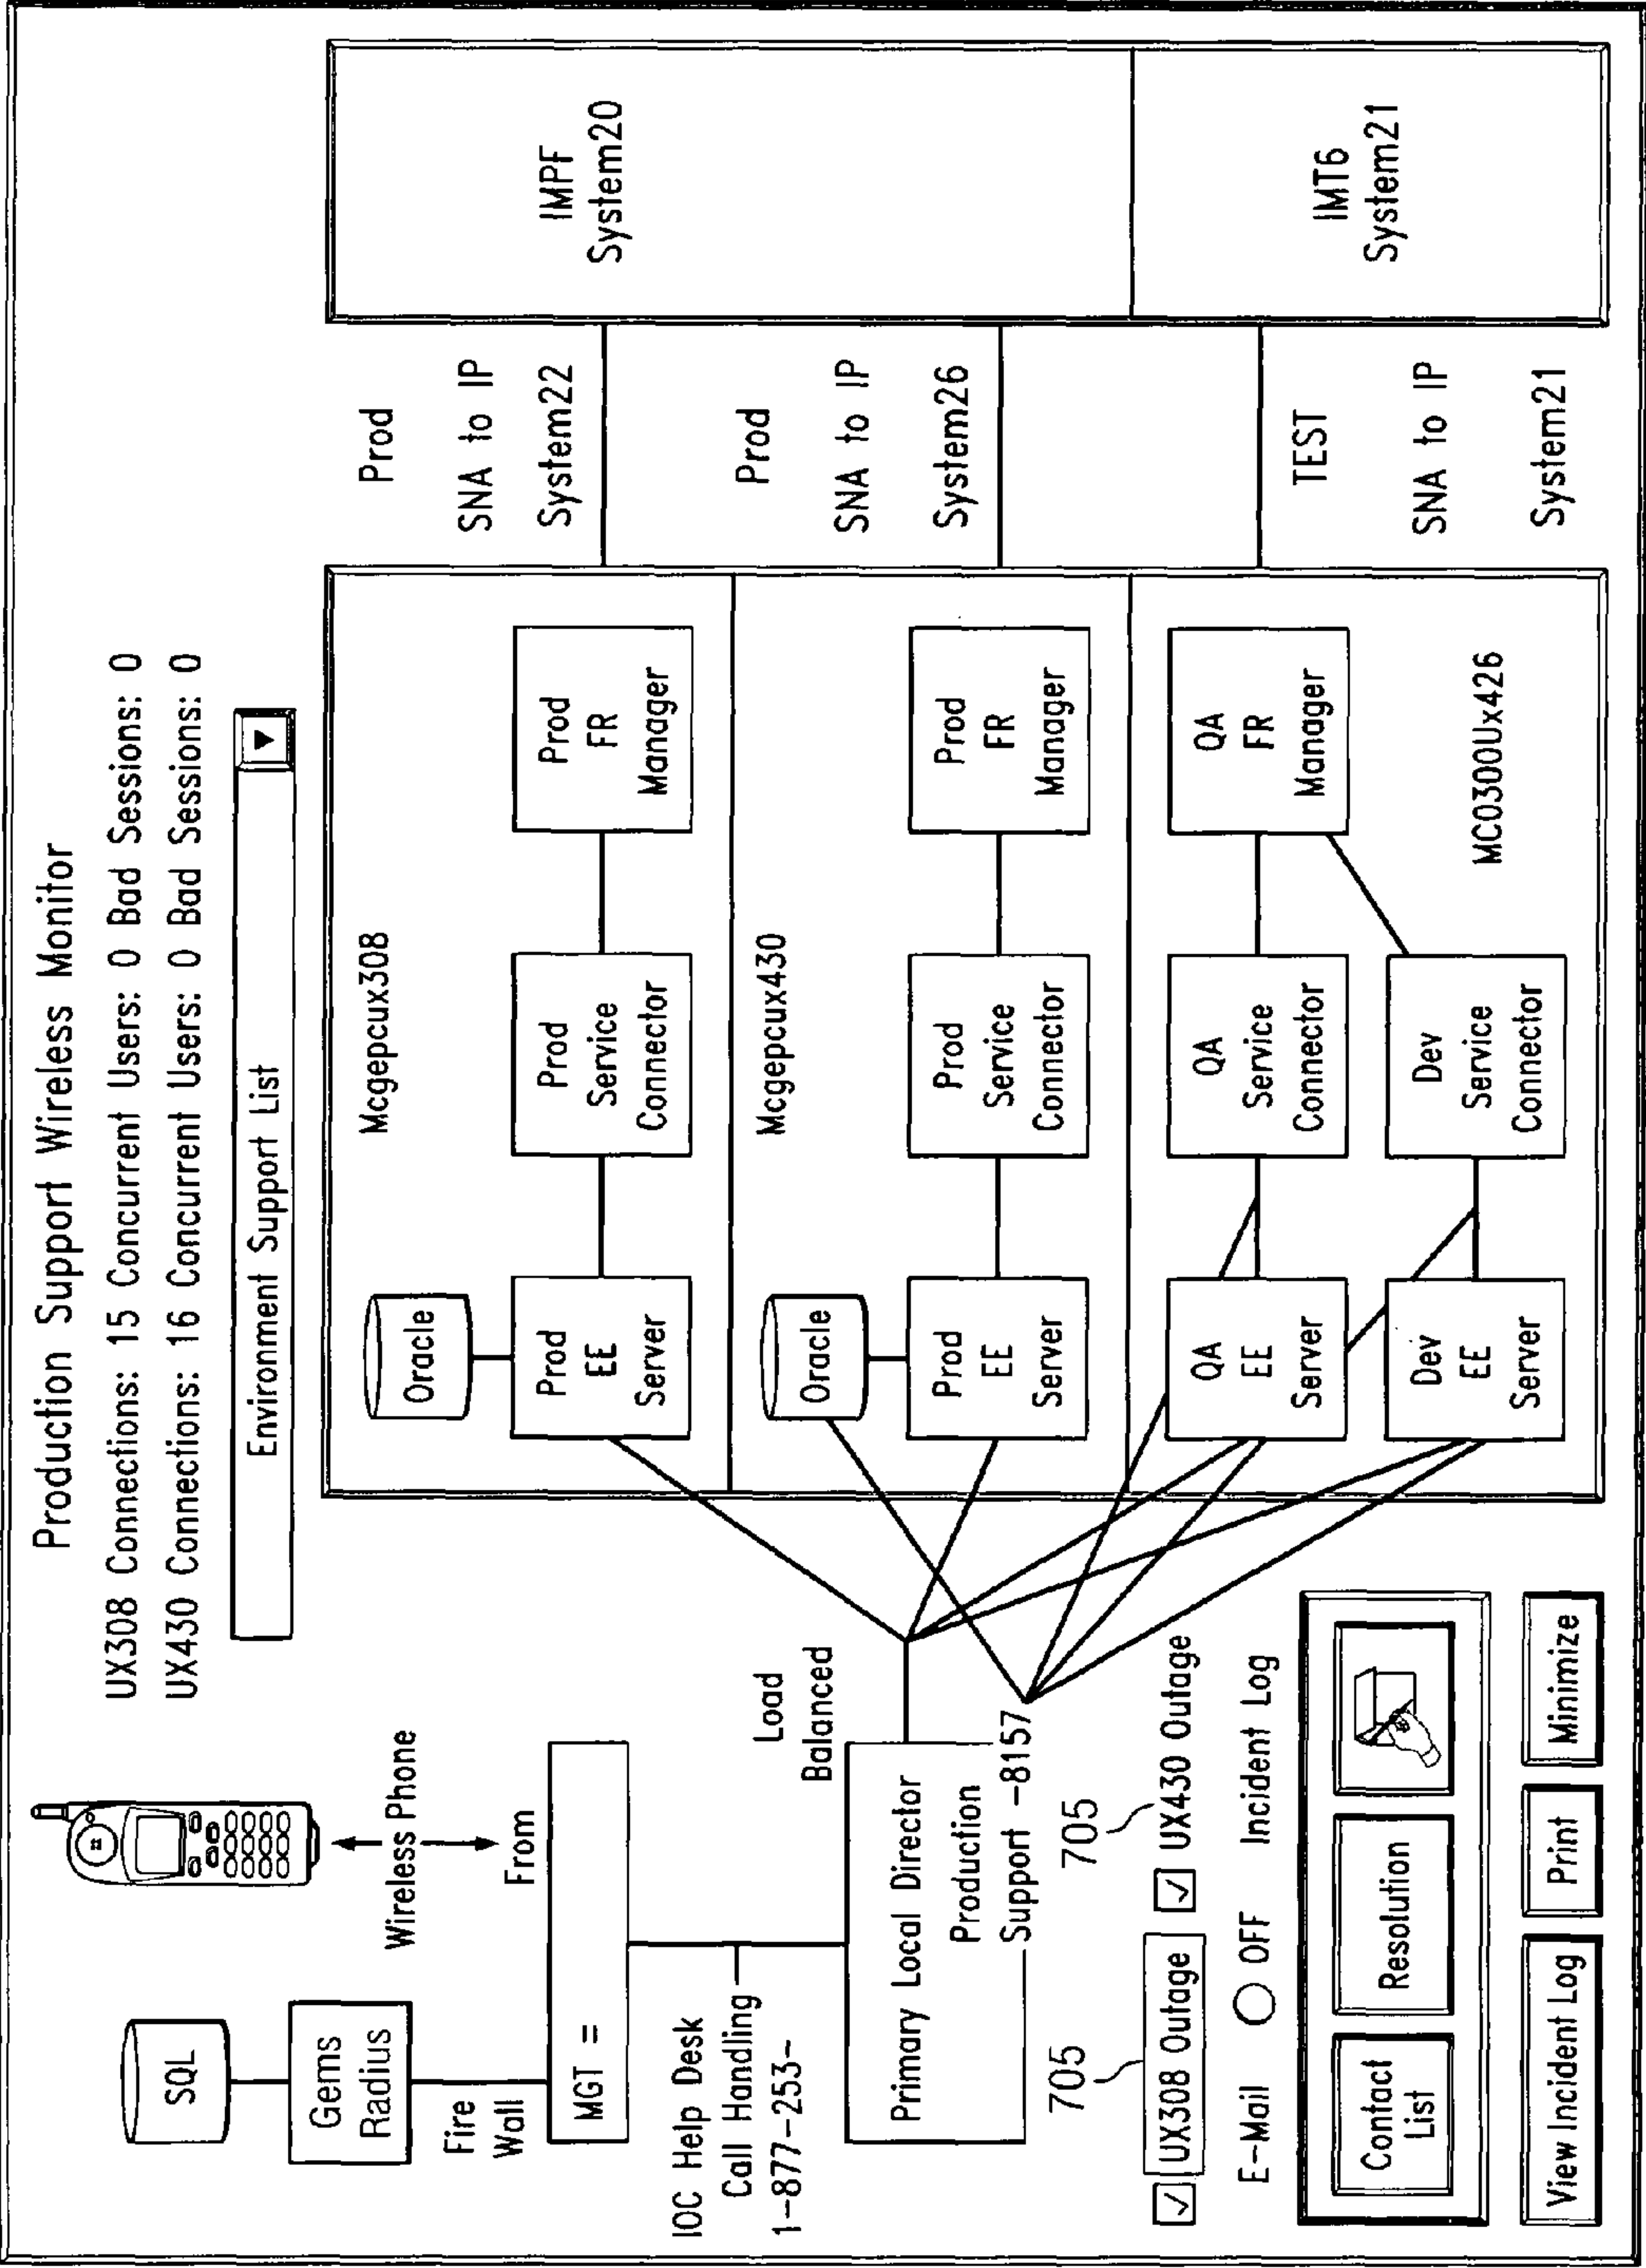 Production Support Wireless Monitor
UX308 Connections: 15 Concurrent Users: 0 Bad Sessions: 0
UX430 Connections: 16 Concurrent Users: 0 Bad Sessions: 0
Environment Support List
SQL
Gems
Radius
Fire
Wall
Wireless Phone
From
MGT =
IOC Help Desk
Call Handling
1-877-253-
Load
Balanced
Primary Local Director
Production
Support -8157
705
705
UX308 Outage
UX430 Outage
E-Mail
OFF
Incident Log
Contact
List
Resolution
View Incident Log
Print
Minimize
Mcgepcux308
Oracle
Prod
EE
Server
Prod
Service
Connector
Prod
FR
Manager
Mcgepcux430
Oracle
Prod
EE
Server
Prod
Service
Connector
Prod
FR
Manager
QA
EE
Server
QA
Service
Connector
QA
FR
Manager
Dev
EE
Server
Dev
Service
Connector
MC0300Ux426
Prod
SNA to IP
System22
Prod
SNA to IP
System26
TEST
SNA to IP
System21
IMPF
System20
IMT6
System21